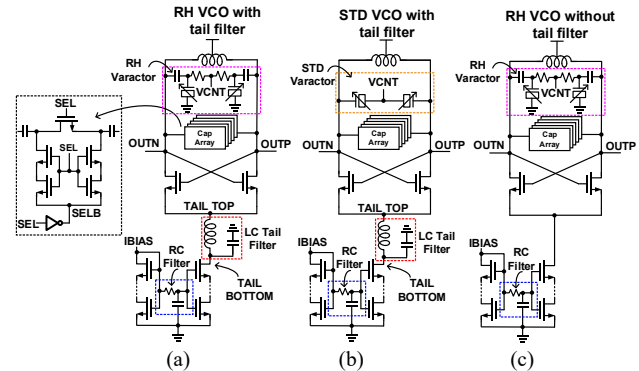 RH VCO with
tail filter
RH
Varactor
VCNT
SEL
SEL
SEL
SELB
Cap
Array
OUTN
OUTP
TAIL TOP
LC Tail
Filter
IBIAS
RC
Filter
TAIL
BOTTOM
(a)
STD VCO with
tail filter
STD
Varactor
VCNT
Cap
Array
OUTN
OUTP
TAIL TOP
LC Tail
Filter
IBIAS
RC
Filter
TAIL
BOTTOM
(b)
RH VCO without
tail filter
RH
Varactor
VCNT
Cap
Array
OUTN
OUTP
IBIAS
RC
Filter
(c)